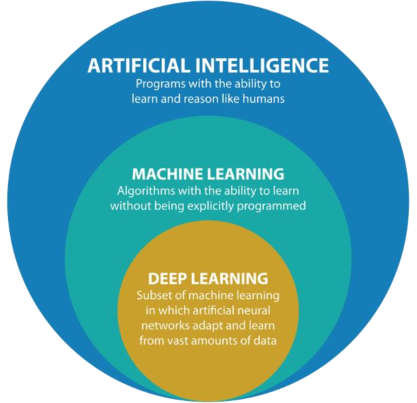 ARTIFICIAL INTELLIGENCE
Programs with the ability to
learn and reason like humans
MACHINE LEARNING
Algorithms with the ability to learn
without being explicitly programmed
DEEP LEARNING
Subset of machine learning
in which artificial neural
networks adapt and learn
from vast amounts of data